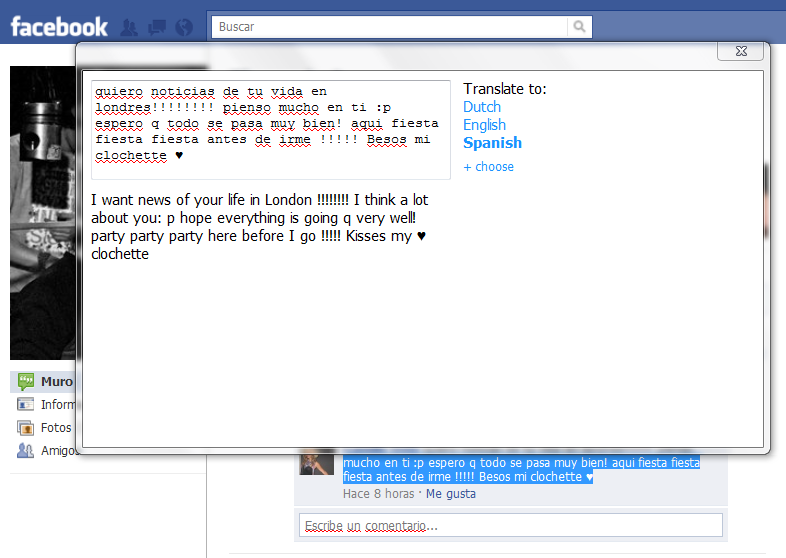 facebook
Buscar
quiero noticias de tu vida en
londres!!!!!!!! pienso mucho en ti :p
espero q todo se pasa muy bien! aqui fiesta
fiesta fiesta antes de irme !!!!! Besos mi
clochette ♥
Translate to:
Dutch
English
Spanish
+ choose
I want news of your life in London !!!!!!!! I think a lot
about you: p hope everything is going q very well!
party party party here before I go !!!!! Kisses my ♥
clochette
Muro
Inform
Fotos
Amigos
mucho en ti :p espero q todo se pasa muy bien! aqui fiesta fiesta
fiesta antes de irme !!!!! Besos mi clochette ♥
Hace 8 horas · Me gusta
Escribe un comentario...